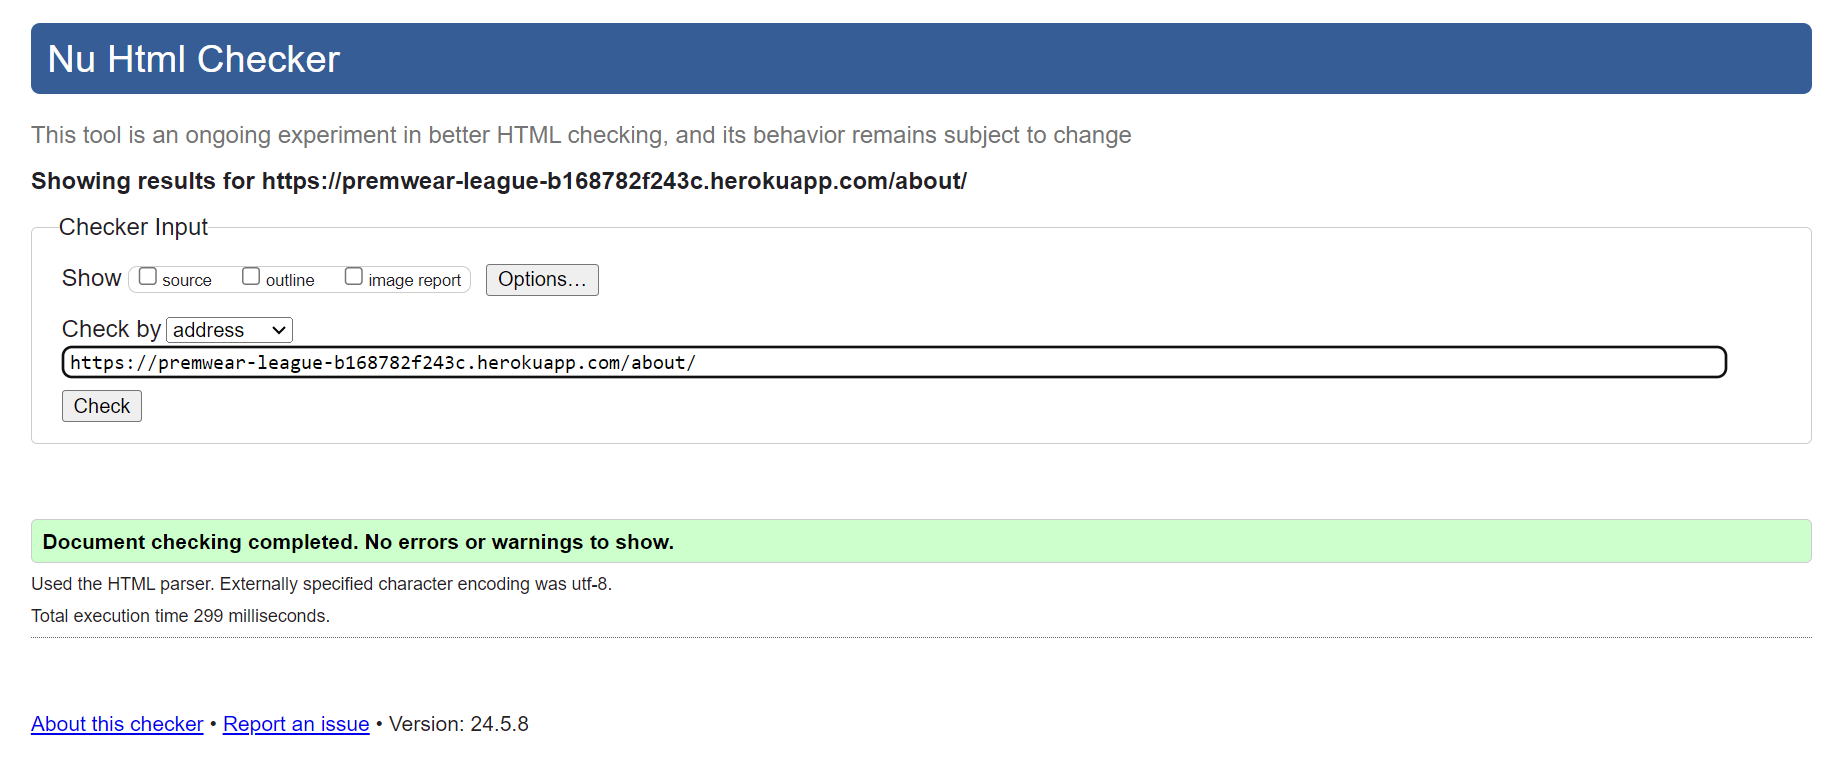 Nu Html Checker
This tool is an ongoing experiment in better HTML checking, and its behavior remains subject to change
Showing results for https://premwear-league-b168782f243c.herokuapp.com/about/
Checker Input
Show source outline image report Options...
Check by address
https://premwear-league-b168782f243c.herokuapp.com/about/
Check
Document checking completed. No errors or warnings to show.
Used the HTML parser. Externally specified character encoding was utf-8.
Total execution time 299 milliseconds.
About this checker • Report an issue • Version: 24.5.8